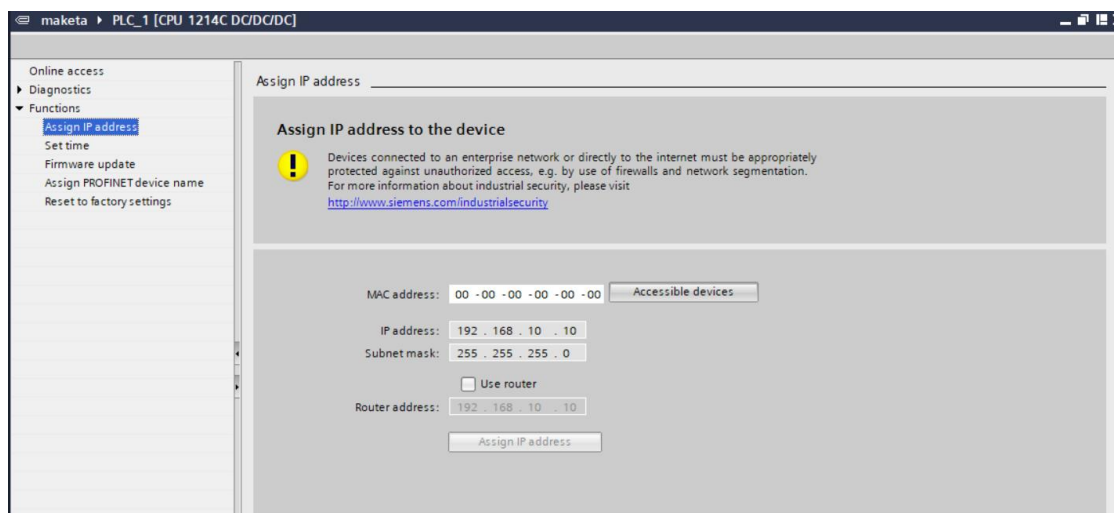 maketa ▸ PLC_1 [CPU 1214C DC/DC/DC]
Online access
Diagnostics
Functions
Assign IP address
Set time
Firmware update
Assign PROFINET device name
Reset to factory settings
Assign IP address
Assign IP address to the device
Devices connected to an enterprise network or directly to the internet must be appropriately
protected against unauthorized access, e.g. by use of firewalls and network segmentation.
For more information about industrial security, please visit
http://www.siemens.com/industrialsecurity
MAC address: 00 -00 -00 -00 -00 -00 Accessible devices
IP address: 192 . 168 . 10 . 10
Subnet mask: 255 . 255 . 255 . 0
Use router
Router address: 192 . 168 . 10 . 10
Assign IP address